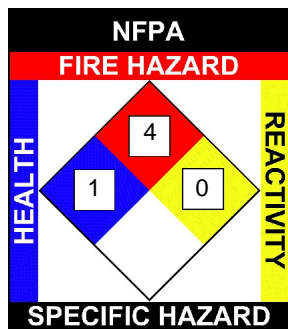 NFPA
FIRE HAZARD
HEALTH
4
1
0
REACTIVITY
SPECIFIC HAZARD